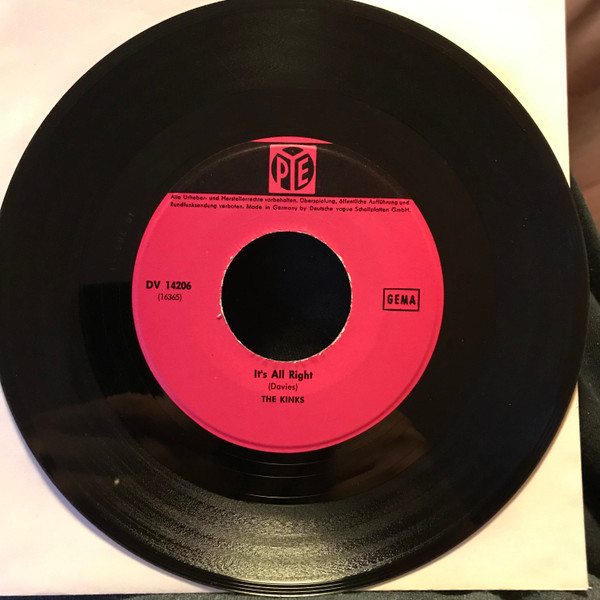 PYE
Alle Urheber- und Herstellerrechte vorbehalten. Überspielung, öffentliche Aufführung und
Rundfunksendung verboten. Made in Germany by Deutsche vogue Schallplatten GmbH.
DV 14206
(16365)
GEMA
It's All Right
(Davies)
THE KINKS